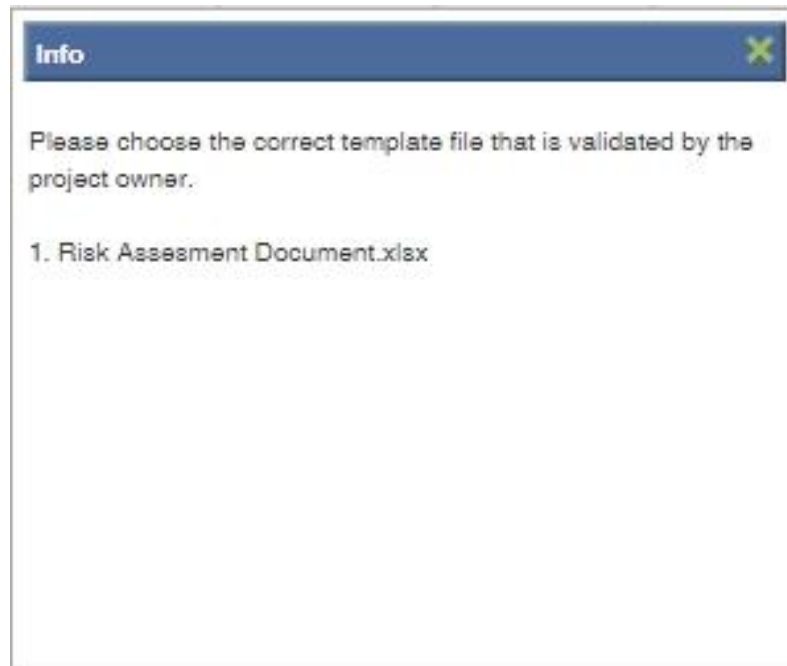 Info
Please choose the correct template file that is validated by the
project owner.
1. Risk Assesment Document.xlsx